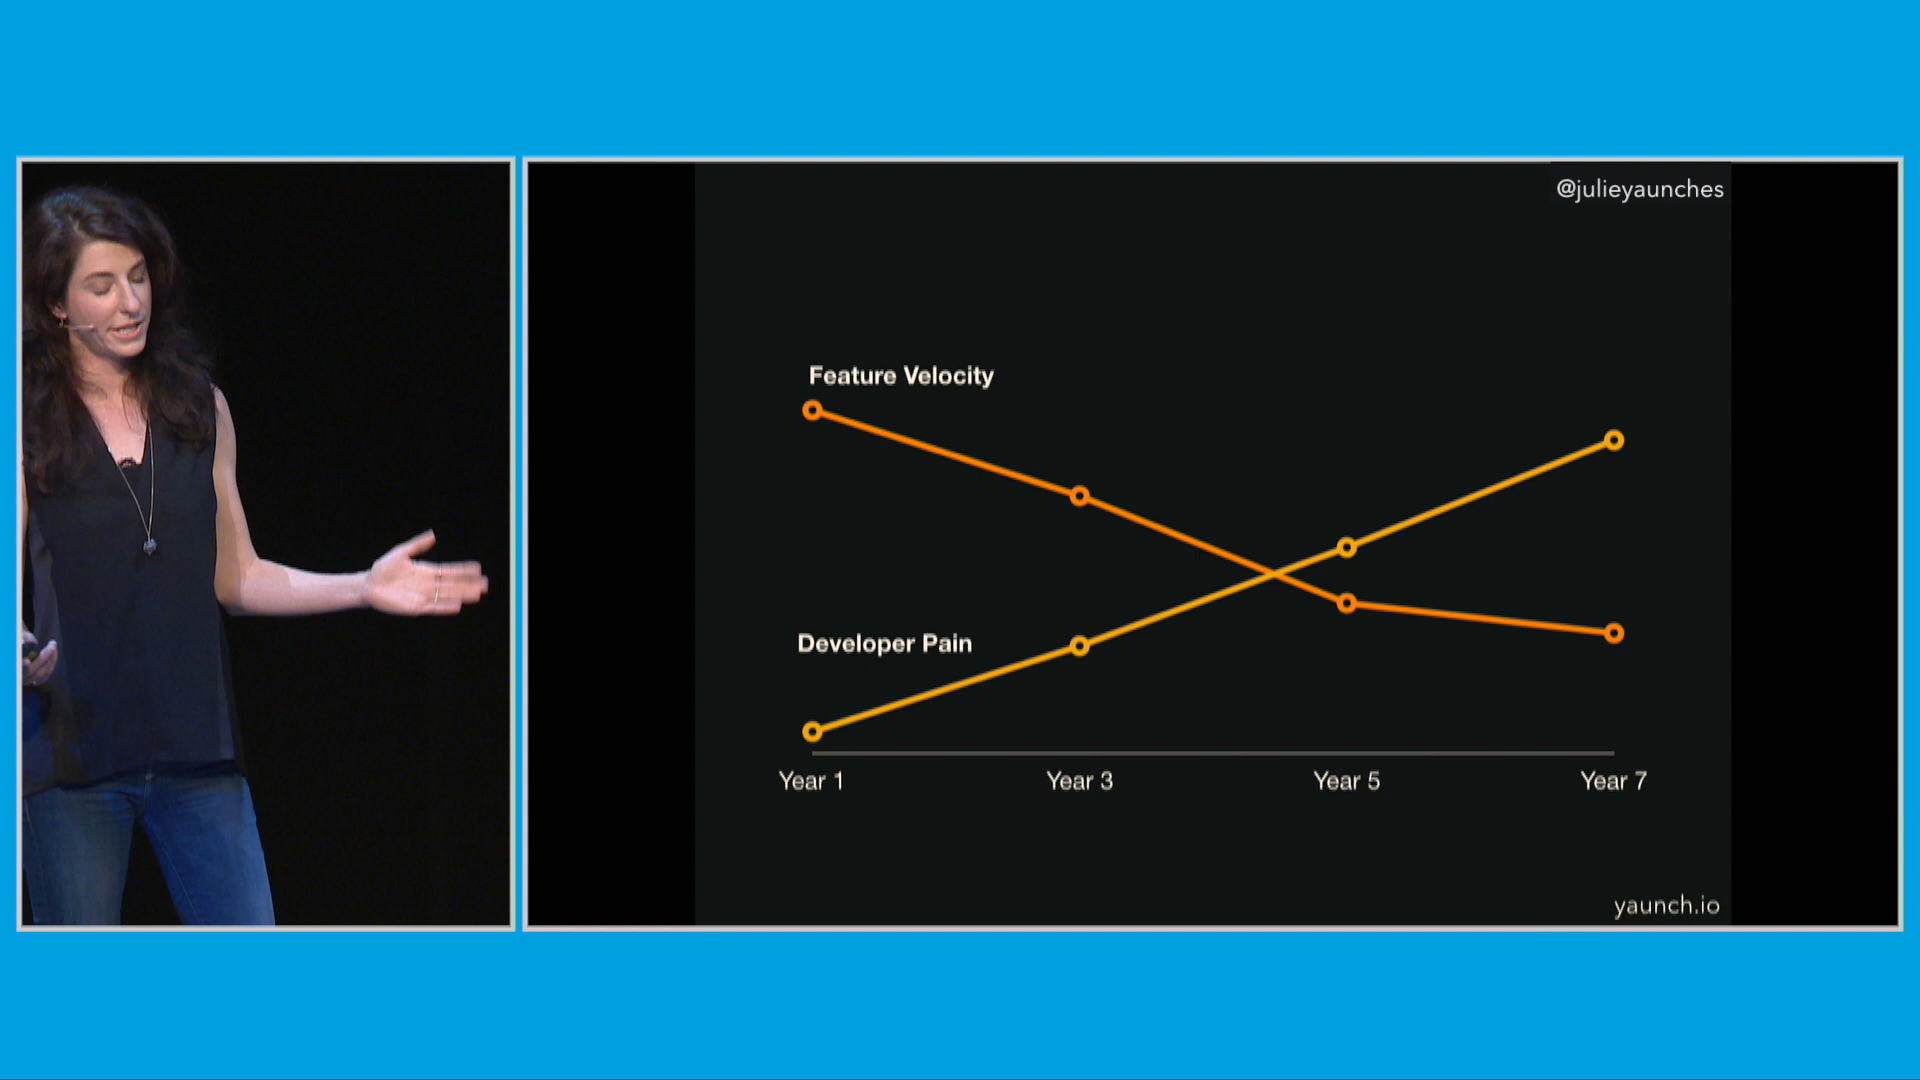 @julieyaunches
Feature Velocity
Developer Pain
Year 1
Year 3
Year 5
Year 7
yaunch.io